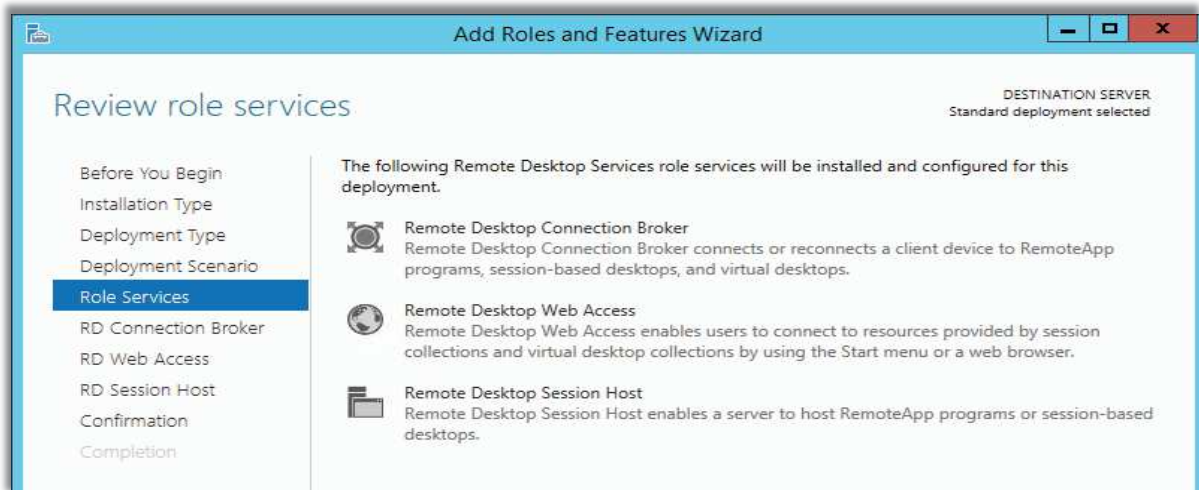 Add Roles and Features Wizard
Review role services
DESTINATION SERVER
Standard deployment selected
Before You Begin
Installation Type
Deployment Type
Deployment Scenario
Role Services
RD Connection Broker
RD Web Access
RD Session Host
Confirmation
Completion
The following Remote Desktop Services role services will be installed and configured for this
deployment.
Remote Desktop Connection Broker
Remote Desktop Connection Broker connects or reconnects a client device to RemoteApp
programs, session-based desktops, and virtual desktops.
Remote Desktop Web Access
Remote Desktop Web Access enables users to connect to resources provided by session
collections and virtual desktop collections by using the Start menu or a web browser.
Remote Desktop Session Host
Remote Desktop Session Host enables a server to host RemoteApp programs or session-based
desktops.